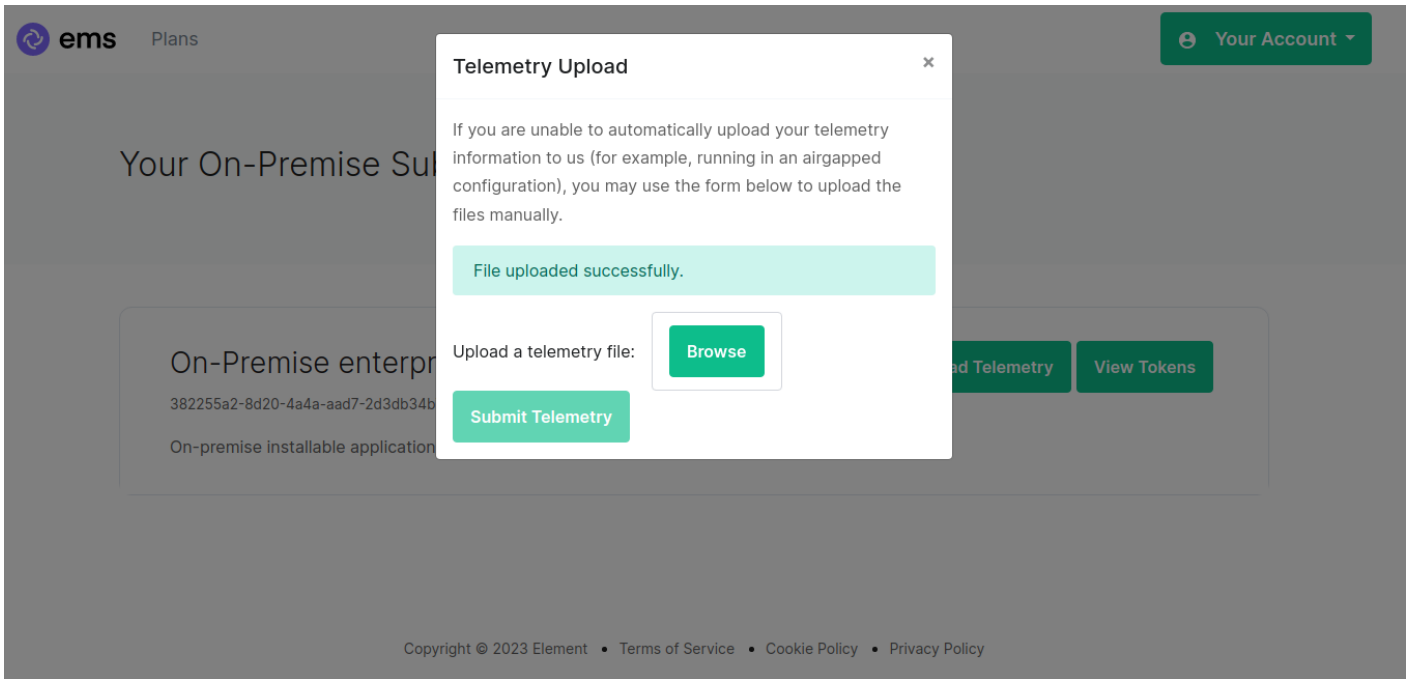 ems Plans Your Account
Telemetry Upload ×
If you are unable to automatically upload your telemetry
information to us (for example, running in an airgapped
configuration), you may use the form below to upload the
files manually.
File uploaded successfully.
Upload a telemetry file: Browse
Submit Telemetry
Your On-Premise Su
On-Premise enterpr
ad Telemetry View Tokens
382255a2-8d20-4a4a-aad7-2d3db34b
On-premise installable application
Copyright © 2023 Element • Terms of Service • Cookie Policy • Privacy Policy